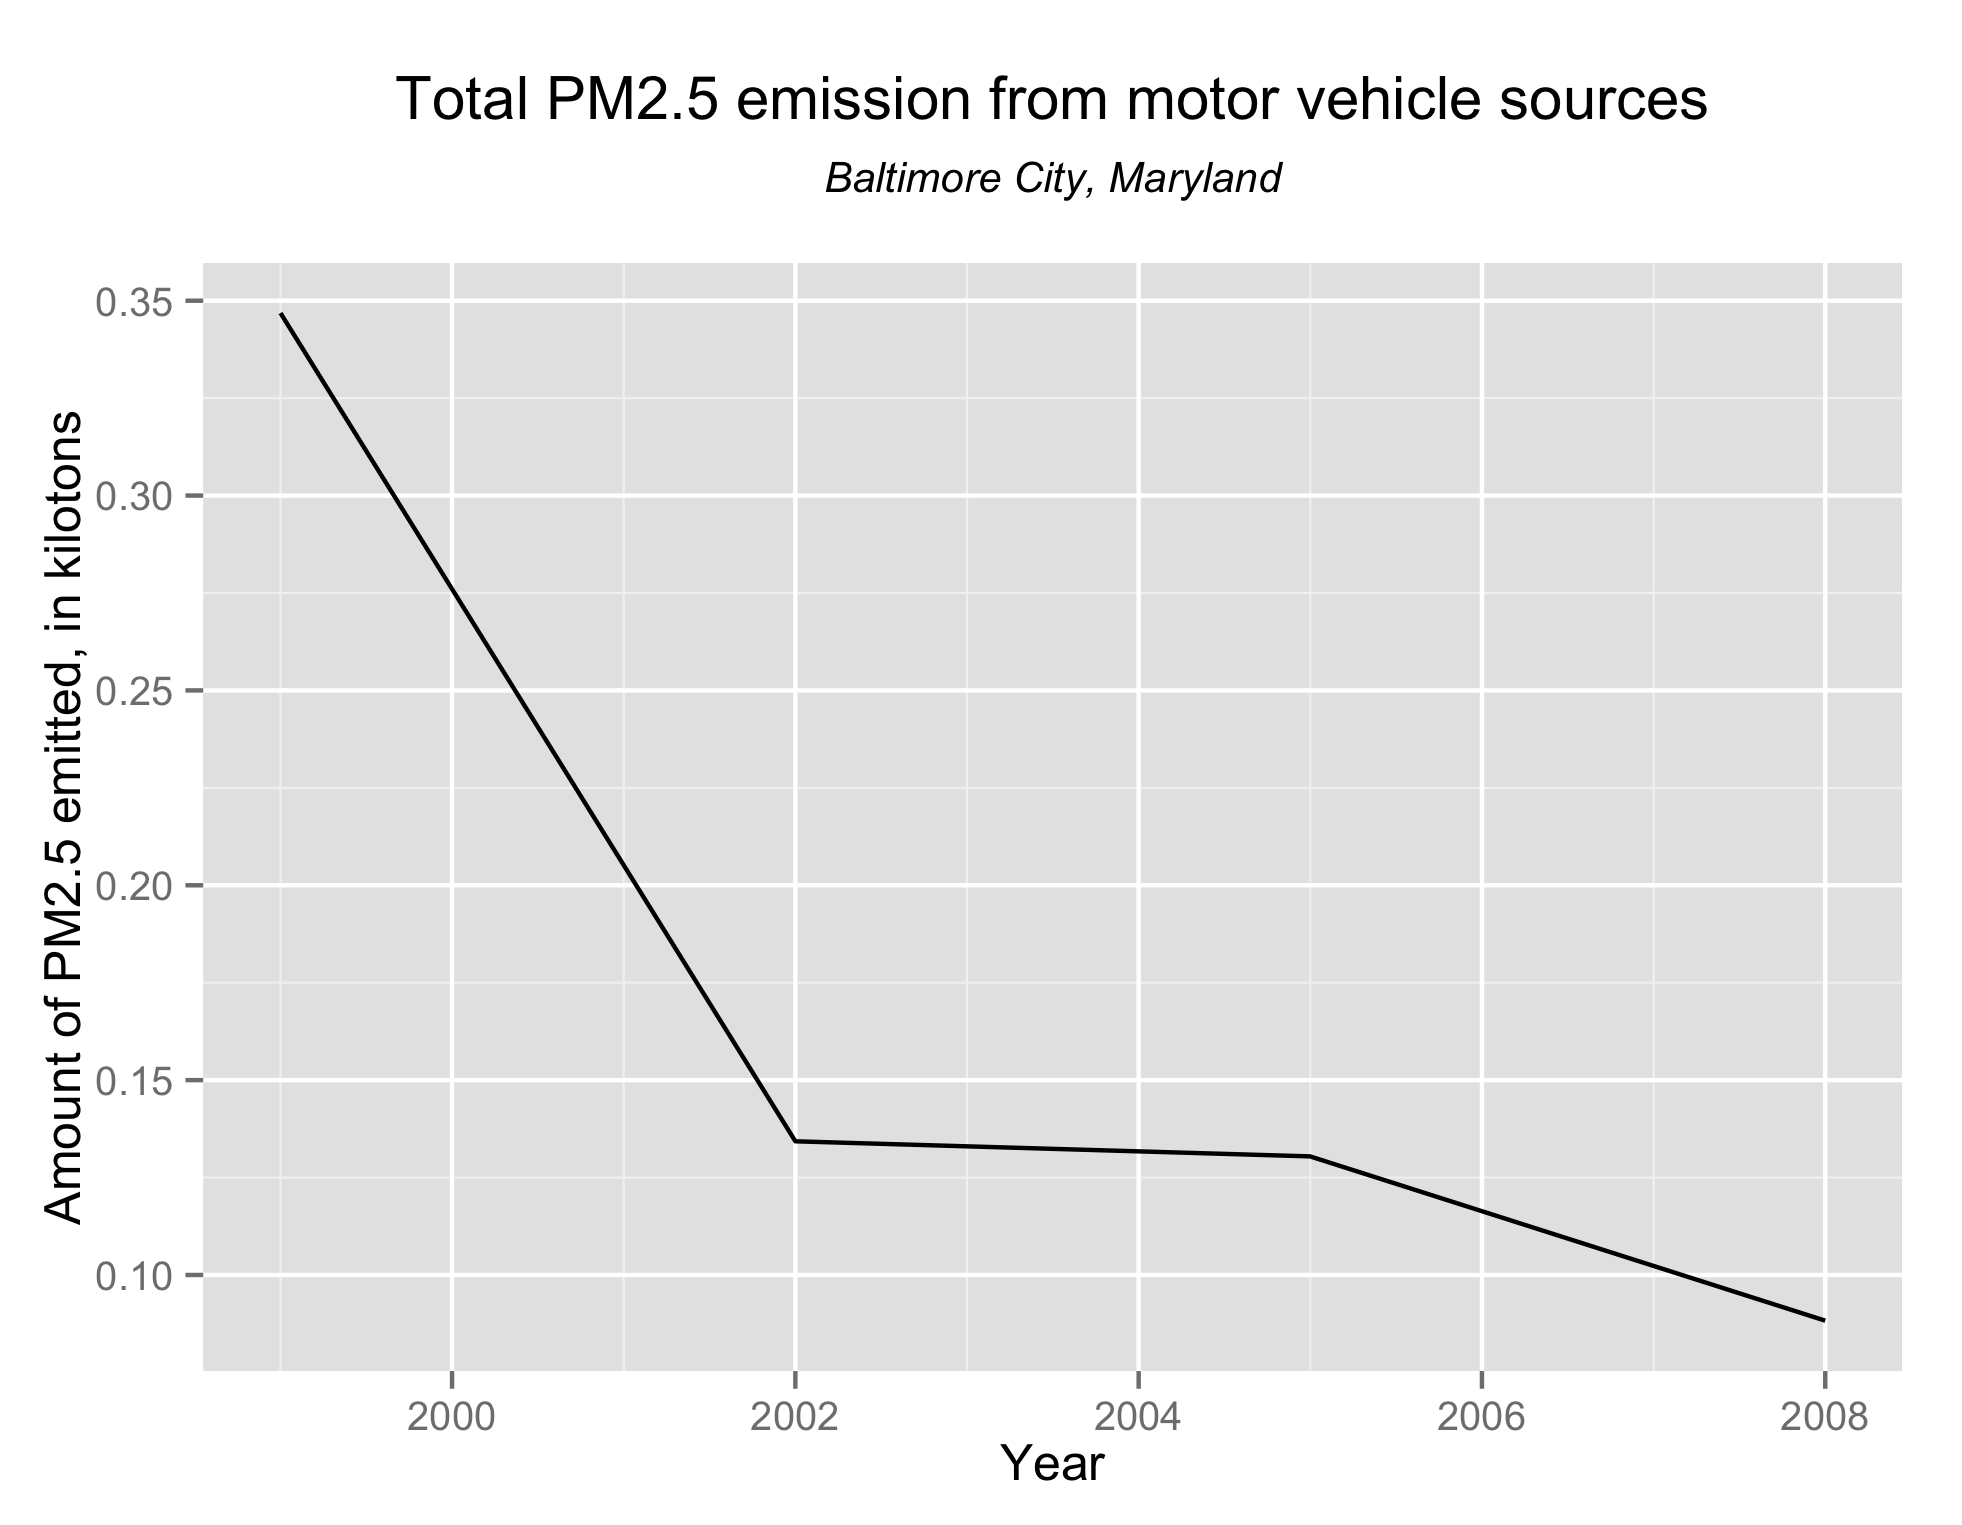 Total PM2.5 emission from motor vehicle sources
Baltimore City, Maryland
Amount of PM2.5 emitted, in kilotons
0.35
0.30
0.25
0.20
0.15
0.10
2000 2002 2004 2006 2008
Year